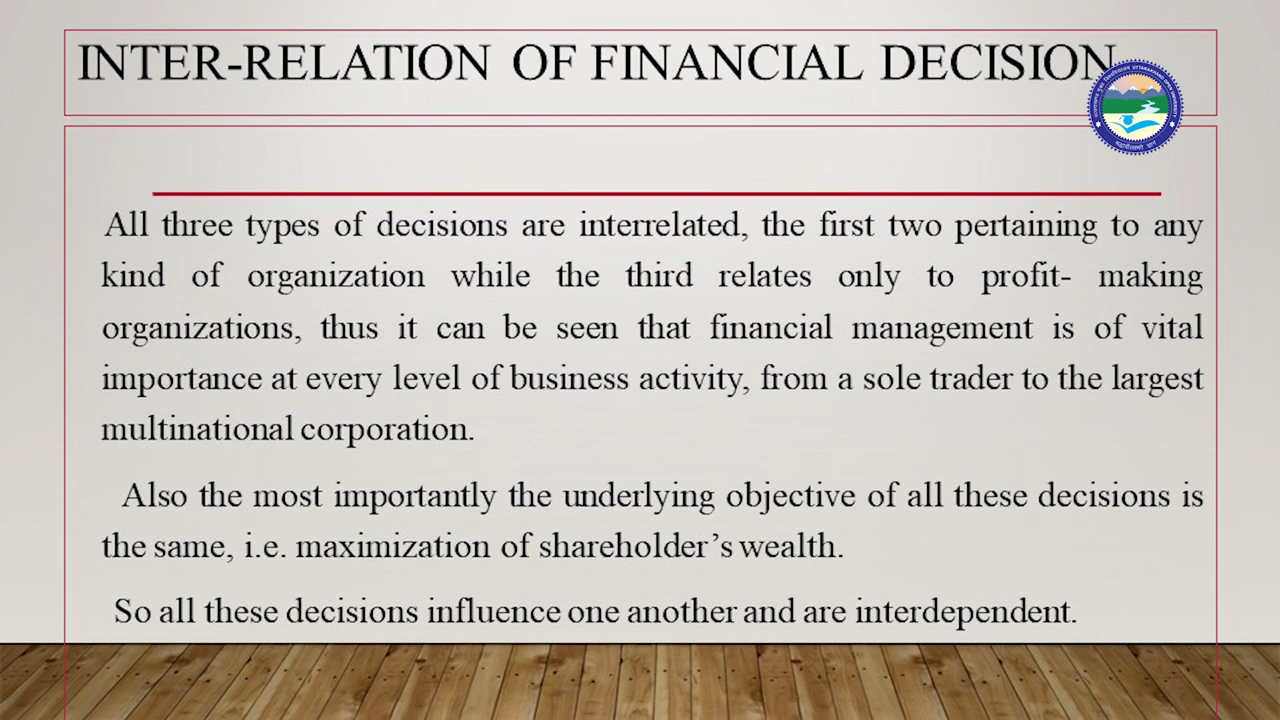 INTER-RELATION OF FINANCIAL DECISION
All three types of decisions are interrelated, the first two pertaining to any
kind of organization while the third relates only to profit- making
organizations, thus it can be seen that financial management is of vital
importance at every level of business activity, from a sole trader to the largest
multinational corporation.
Also the most importantly the underlying objective of all these decisions is
the same, i.e. maximization of shareholder’s wealth.
So all these decisions influence one another and are interdependent.